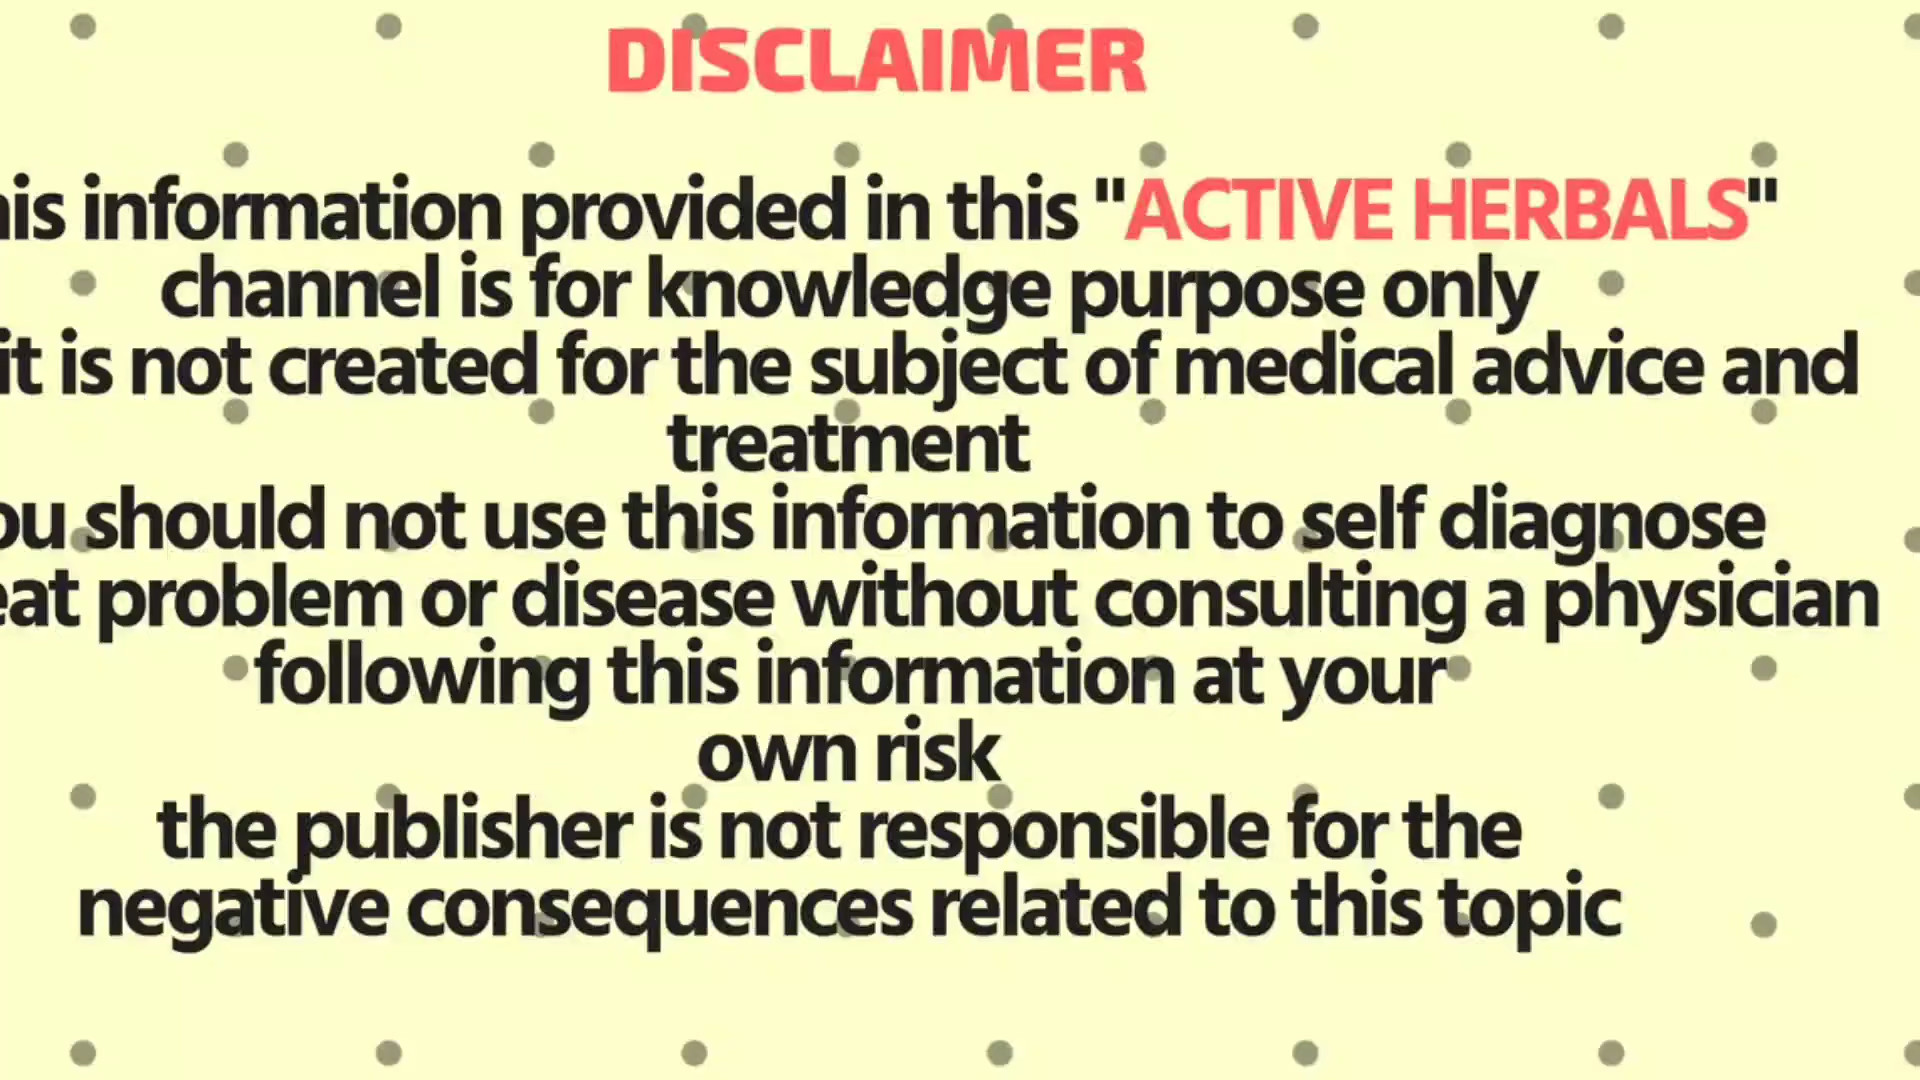 DISCLAIMER
is information provided in this "ACTIVE HERBALS"
channel is for knowledge purpose only
it is not created for the subject of medical advice and
treatment
ou should not use this information to self diagnose
eat problem or disease without consulting a physician
following this information at your
own risk
the publisher is not responsible for the
negative consequences related to this topic